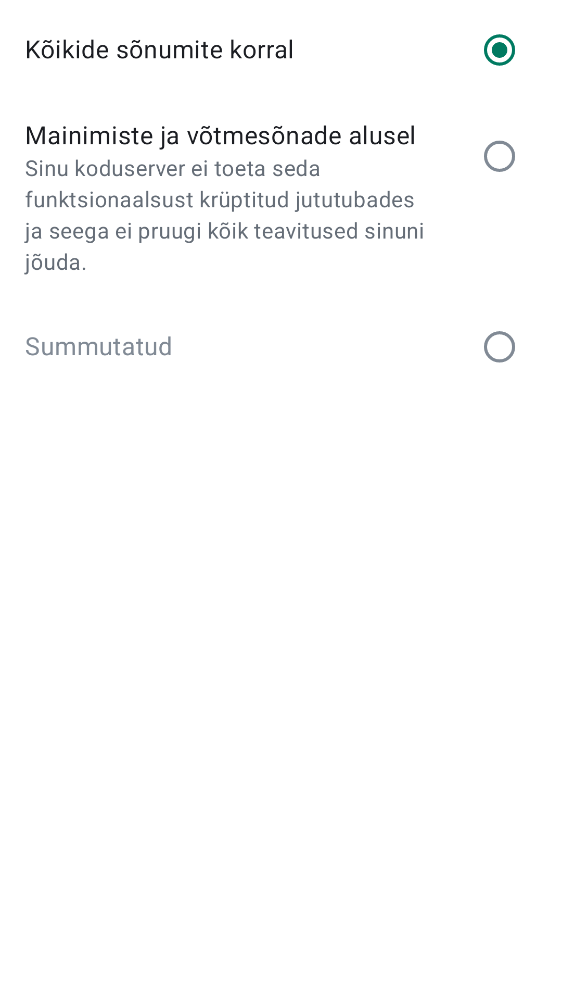 Kõikide sõnumite korral
Mainimiste ja võtmesõnade alusel
Sinu koduserver ei toeta seda
funktsionaalsust krüptitud jututubades
ja seega ei pruugi kõik teavitused sinuni
jõuda.
Summutatud